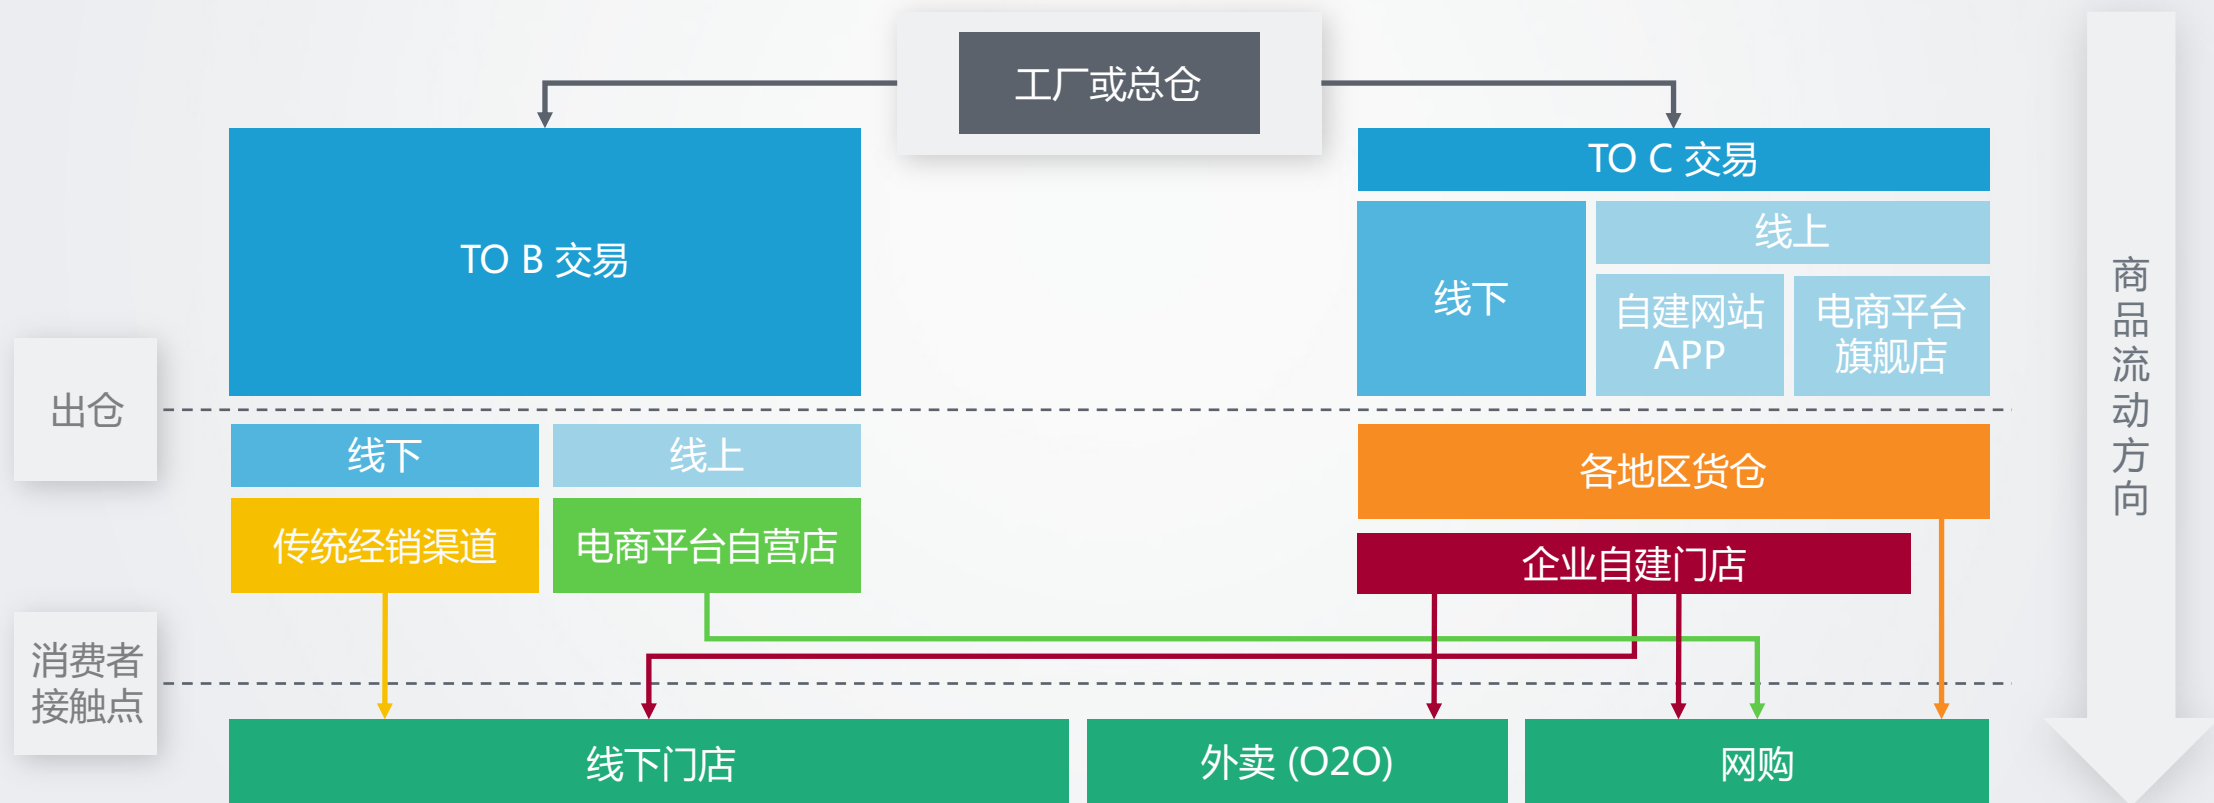 工厂或总仓
TO B 交易
TO C 交易
线下
线上
自建网站
APP
电商平台
旗舰店
出仓
线下
线上
传统经销渠道
电商平台自营店
各地区货仓
企业自建门店
消费者
接触点
线下门店
外卖 (O2O)
网购
商品流动方向